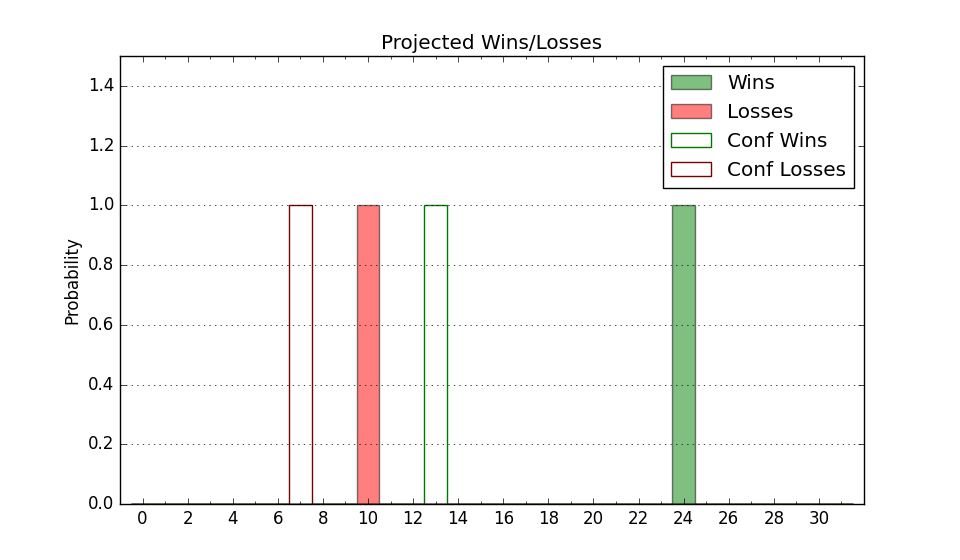 Projected Wins/Losses
Wins
Losses
Conf Wins
Conf Losses
Probability
1.4
1.2
1.0
0.8
0.6
0.4
0.2
0.0
0 2 4 6 8 10 12 14 16 18 20 22 24 26 28 30